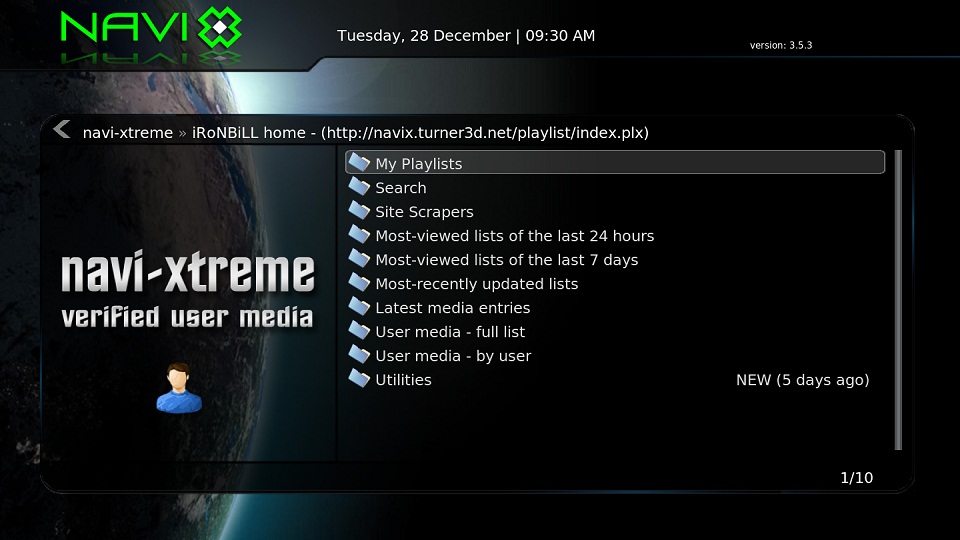 NAVI X
Tuesday, 28 December | 09:30 AM
version: 3.5.3
navi-xtreme » iRoNBiLL home - (http://navix.turner3d.net/playlist/index.plx)
navi-xtreme
verified user media
My Playlists
Search
Site Scrapers
Most-viewed lists of the last 24 hours
Most-viewed lists of the last 7 days
Most-recently updated lists
Latest media entries
User media - full list
User media - by user
Utilities NEW (5 days ago)
1/10